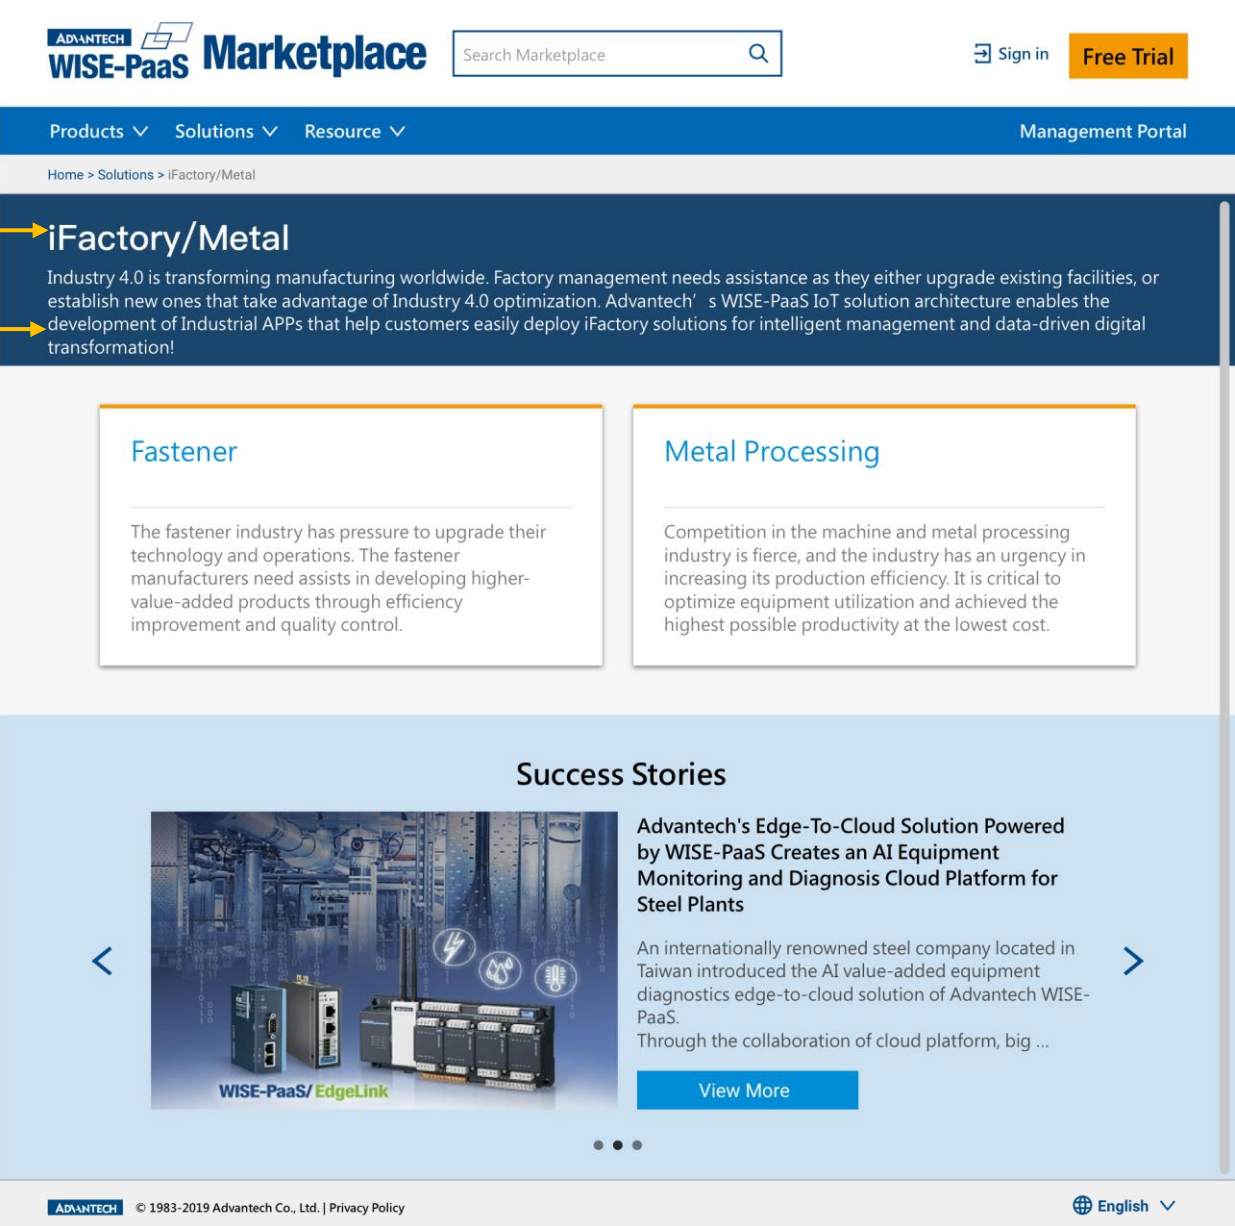 ADVANTECH
WISE-PaaS Marketplace
Search Marketplace
Sign in
Free Trial
Products
Solutions
Resource
Management Portal
Home > Solutions > iFactory/Metal
iFactory/Metal
Industry 4.0 is transforming manufacturing worldwide. Factory management needs assistance as they either upgrade existing facilities, or
establish new ones that take advantage of Industry 4.0 optimization. Advantech's WISE-PaaS IoT solution architecture enables the
development of Industrial APPs that help customers easily deploy iFactory solutions for intelligent management and data-driven digital
transformation!
Fastener
The fastener industry has pressure to upgrade their
technology and operations. The fastener
manufacturers need assists in developing higher-
value-added products through efficiency
improvement and quality control.
Metal Processing
Competition in the machine and metal processing
industry is fierce, and the industry has an urgency in
increasing its production efficiency. It is critical to
optimize equipment utilization and achieved the
highest possible productivity at the lowest cost.
Success Stories
WISE-PaaS/EdgeLink
Advantech's Edge-To-Cloud Solution Powered
by WISE-PaaS Creates an AI Equipment
Monitoring and Diagnosis Cloud Platform for
Steel Plants
An internationally renowned steel company located in
Taiwan introduced the AI value-added equipment
diagnostics edge-to-cloud solution of Advantech WISE-
PaaS.
Through the collaboration of cloud platform, big ...
View More
ADVANTECH © 1983-2019 Advantech Co., Ltd. | Privacy Policy
English